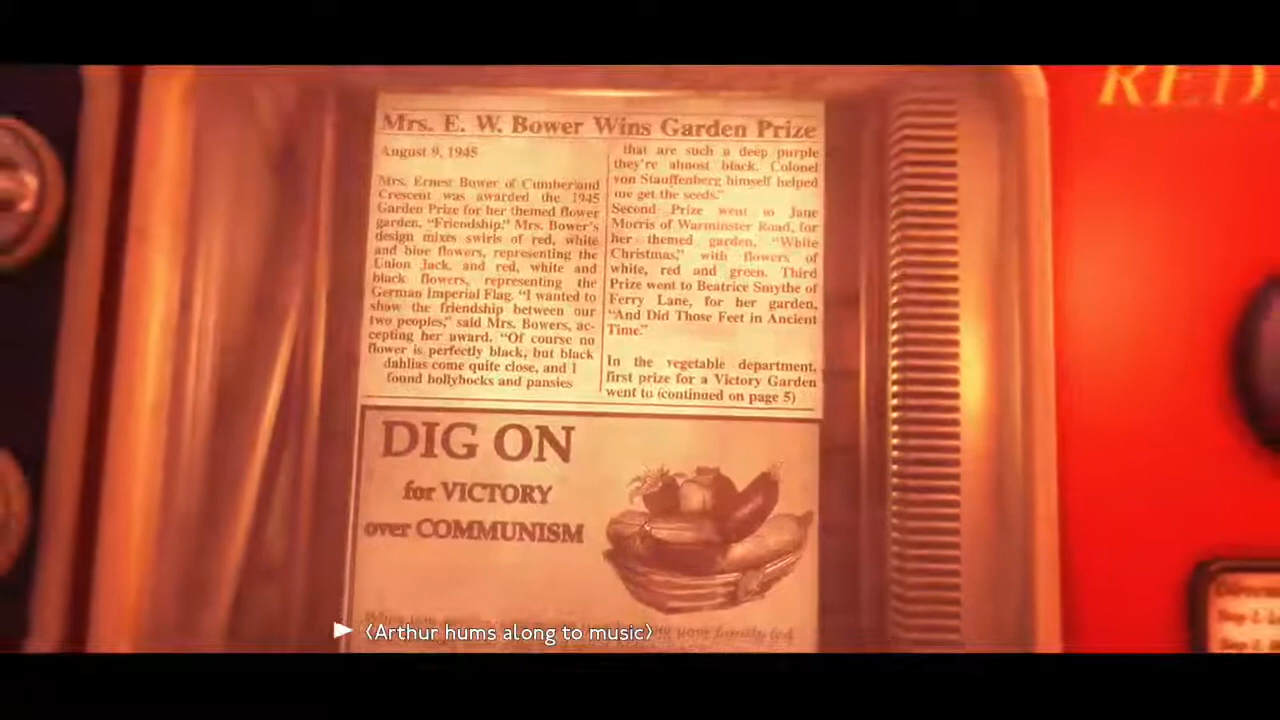 RED
Mrs. E. W. Bower Wins Garden Prize
August 9, 1945
Mrs. Ernest Bower of Cumberland
Crescent was awarded the 1945
Garden Prize for her themed flower
garden, “Friendship.” Mrs. Bower’s
design mixes swirls of red, white
and blue flowers, representing the
Union Jack, and red, white and
black flowers, representing the
German Imperial Flag. “I wanted to
show the friendship between our
two peoples,” said Mrs. Bowers, ac-
cepting her award. “Of course no
flower is perfectly black, but black
dahlias come quite close, and I
found hollyhocks and pansies
that are such a deep purple
they’re almost black. Colonel
von Stauffenberg himself helped
me get the seeds.”
Second Prize went to Jane
Morris of Warminster Road, for
her themed garden, “White
Christmas,” with flowers of
white, red and green. Third
Prize went to Beatrice Smythe of
Ferry Lane, for her garden,
“And Did Those Feet in Ancient
Time.”
In the vegetable department,
first prize for a Victory Garden
went to (continued on page 5)
DIG ON
for VICTORY
over COMMUNISM
your family fed
(Arthur hums along to music)